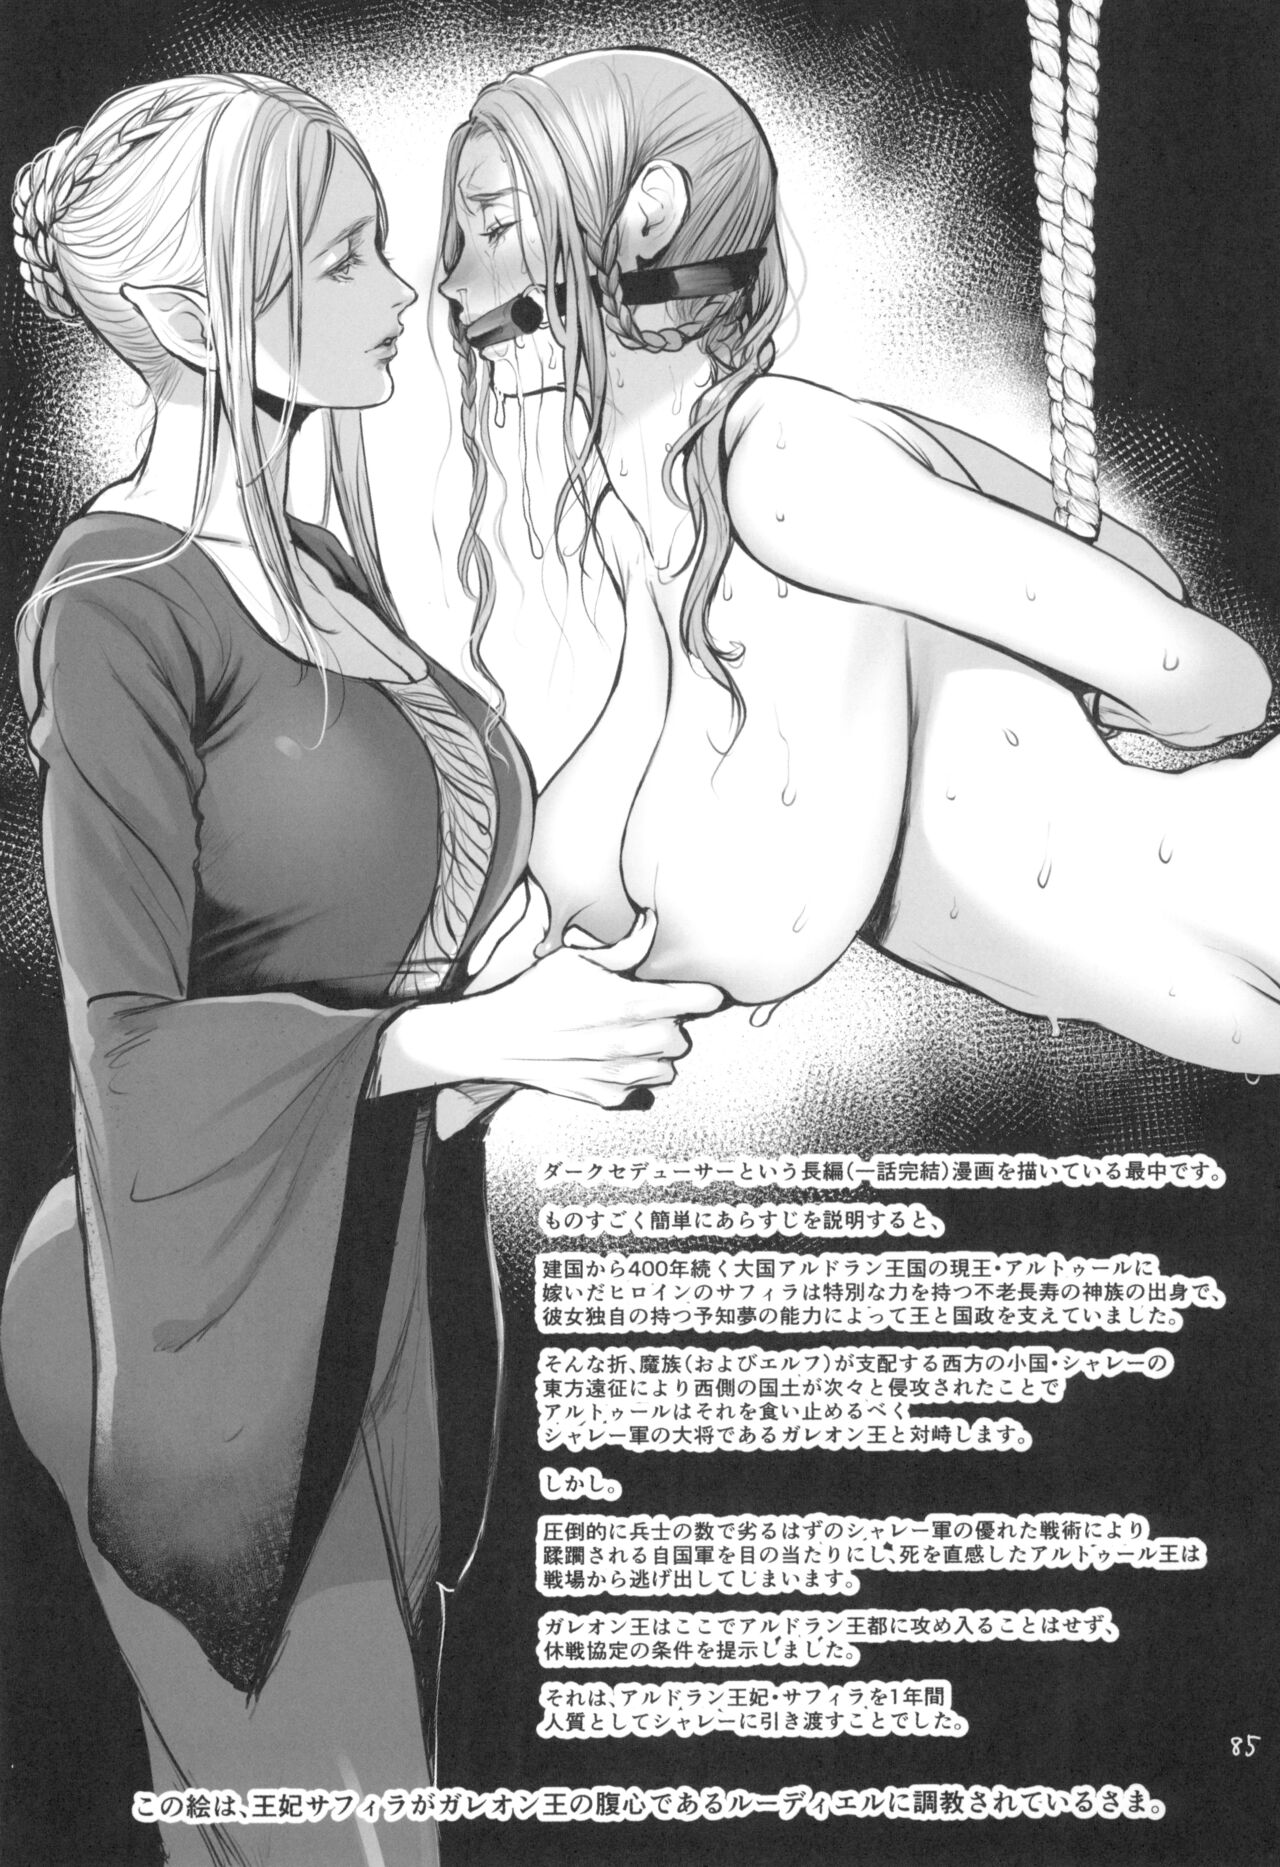 ダークセデューサーという長編(一話完結)漫画を描いている最中です。
ものすごく簡単にあらすじを説明すると、
建国から400年続く大国アルドラン王国の現王・アルトゥールに
嫁いだヒロインのサフィラは特別な力を持つ不老長寿の神族の出身で、
彼女独自の持つ予知夢の能力によって王と国政を支えていました。
そんな折、魔族(およびエルフ)が支配する西方の小国・シャレーの
東方遠征により西側の国土が次々と侵攻されたことで
アルトゥールはそれを食い止めるべく
シャレー軍の大将であるガレオン王と対峙します。
しかし。
圧倒的に兵士の数で劣るはずのシャレー軍の優れた戦術により
蹂躙される自国軍を目の当たりにし、死を直感したアルトゥール王は
戦場から逃げ出してしまいます。
ガレオン王はここでアルドラン王都に攻め入ることはせず、
休戦協定の条件を提示しました。
それは、アルドラン王妃・サフィラを1年間
人質としてシャレーに引き渡すことでした。
85
この絵は、王妃サフィラがガレオン王の腹心であるルーディエルに調教されているさま。